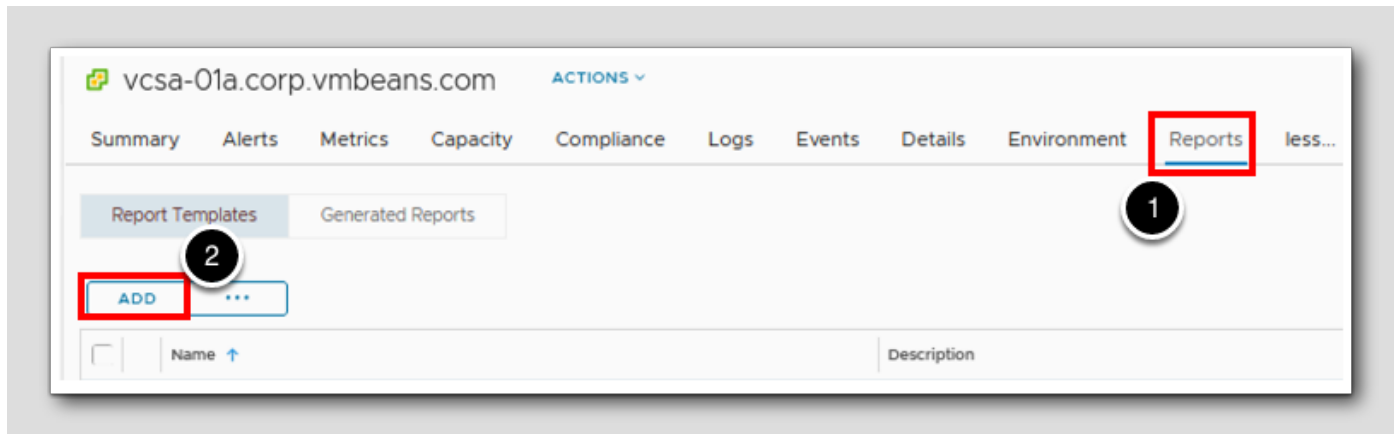 vcsa-01a.corp.vmbeans.com ACTIONS
Summary Alerts Metrics Capacity Compliance Logs Events Details Environment Reports less...
1
Report Templates Generated Reports
2
ADD ...
Name ↑ Description